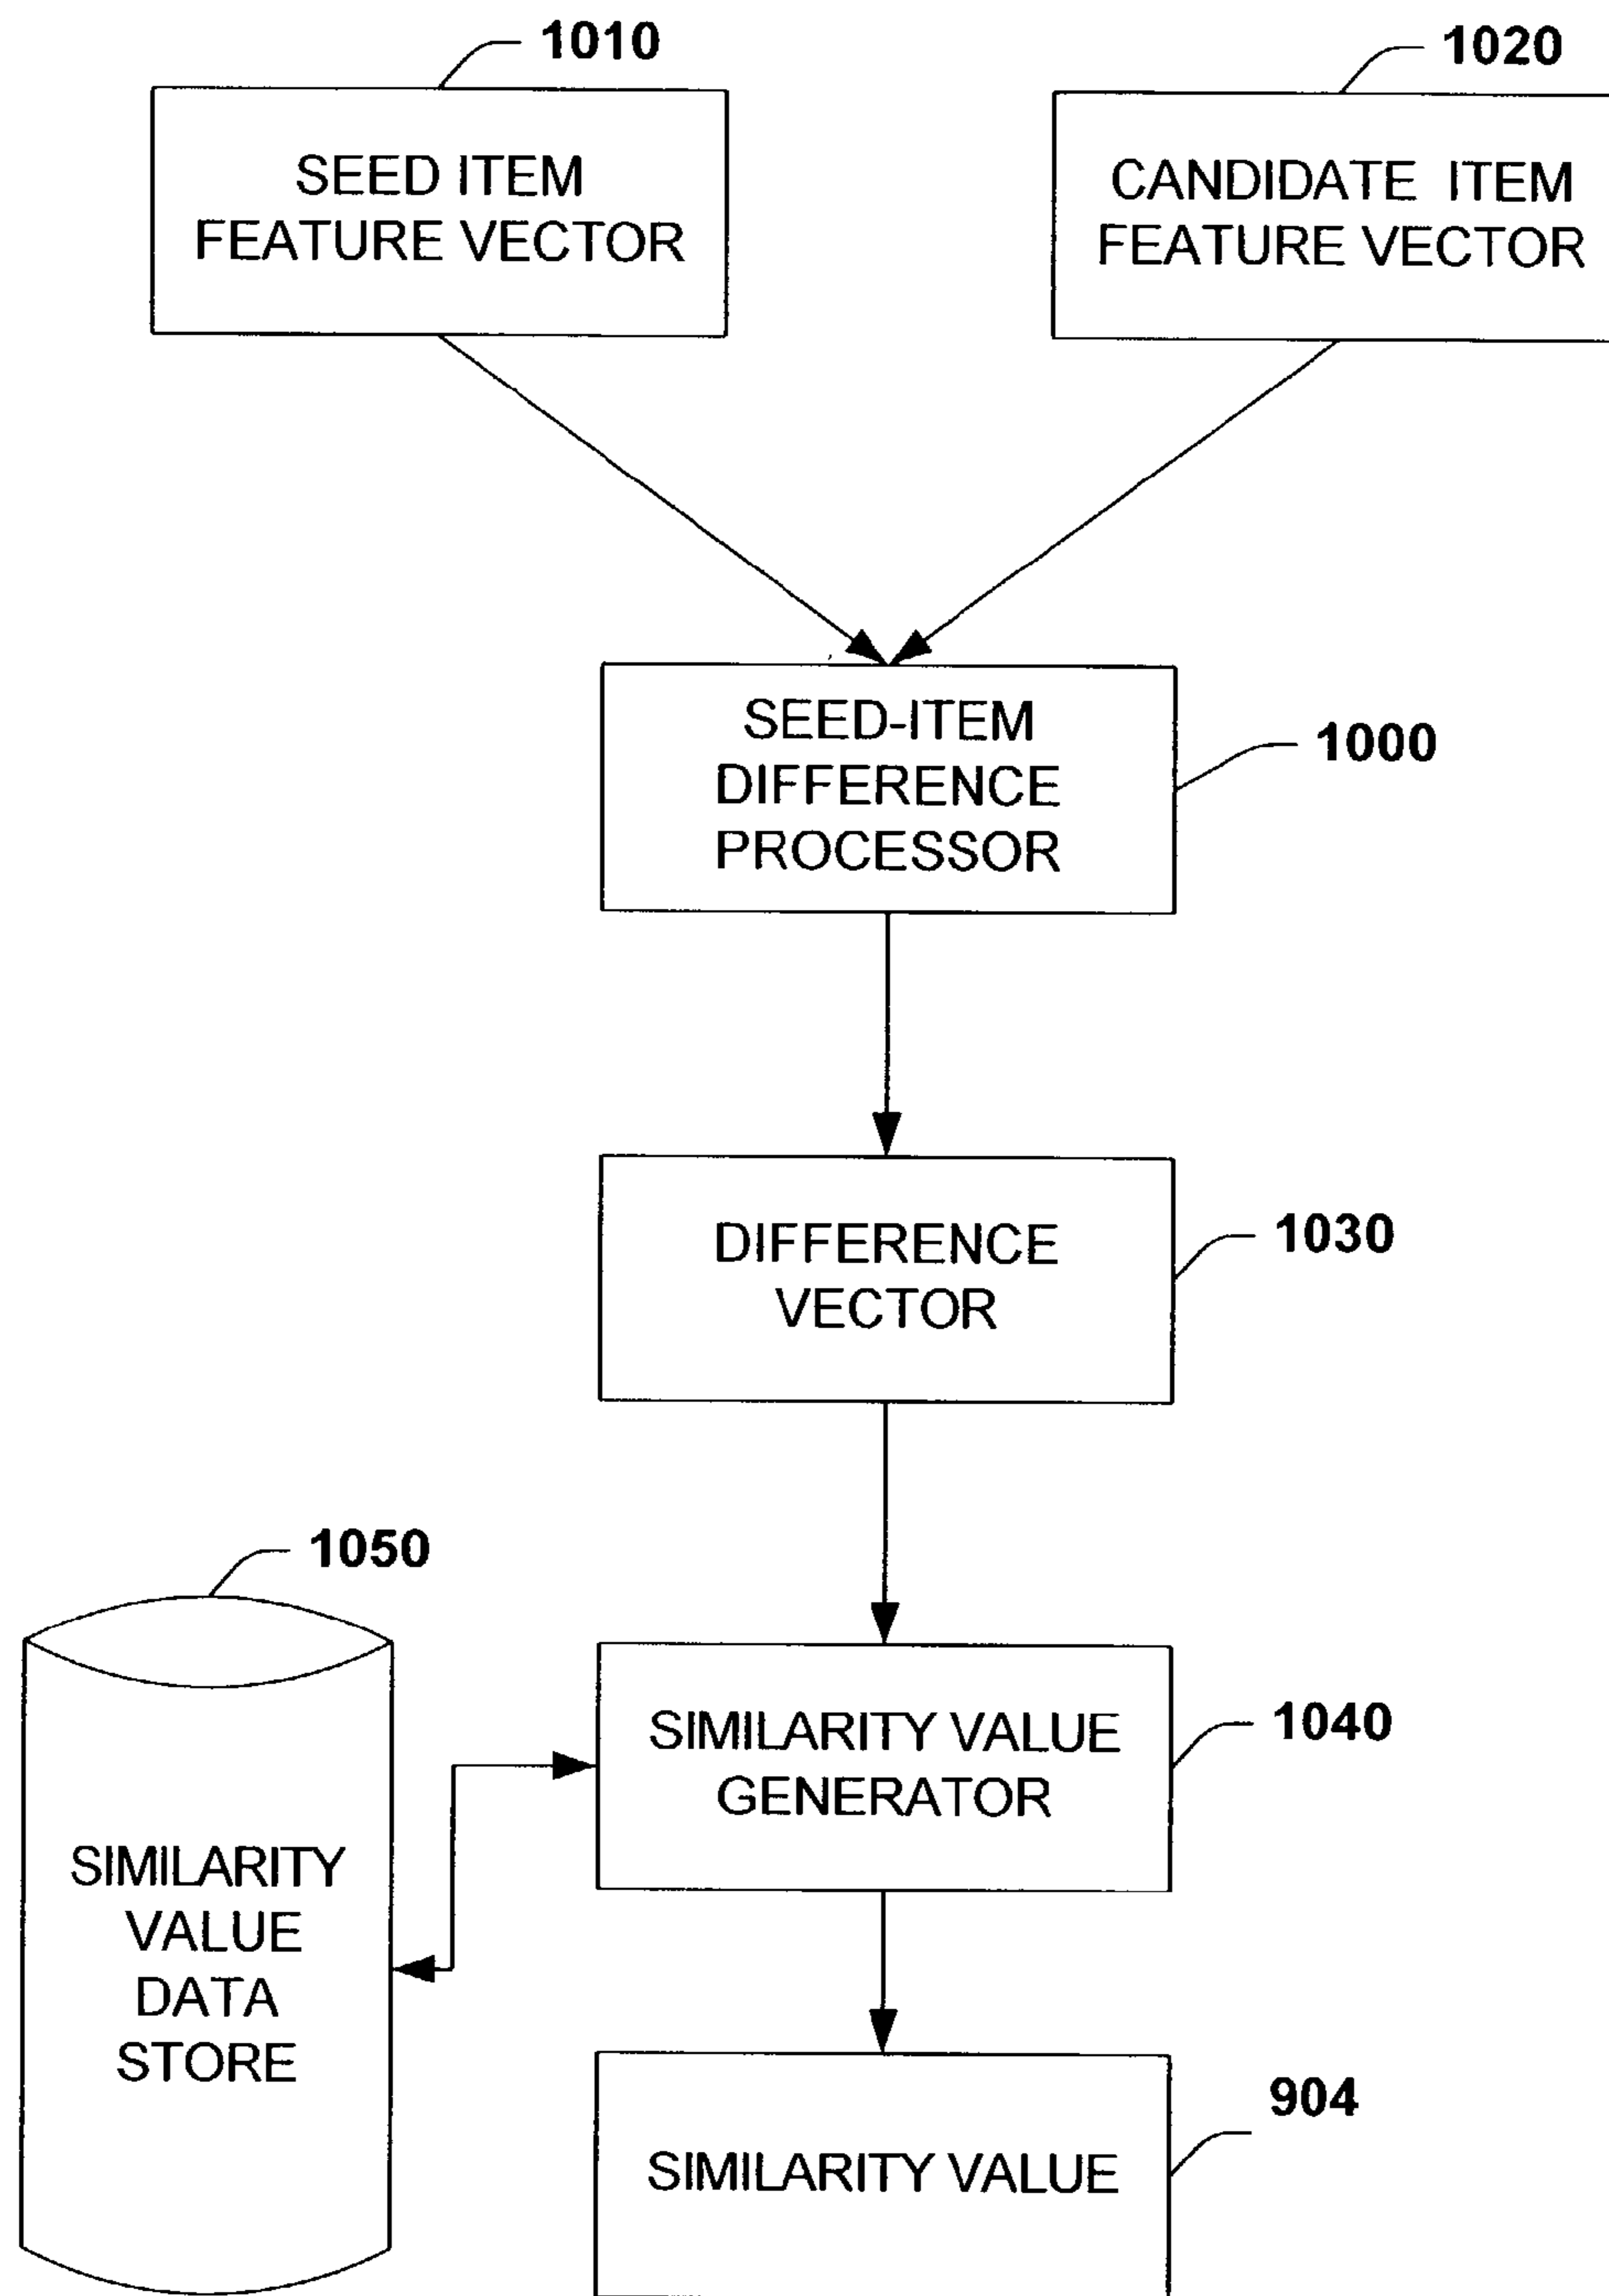 1010
1020
SEED ITEM
FEATURE VECTOR
CANDIDATE ITEM
FEATURE VECTOR
SEED-ITEM
DIFFERENCE
PROCESSOR
1000
DIFFERENCE
VECTOR
1030
1050
SIMILARITY VALUE
GENERATOR
1040
SIMILARITY
VALUE
DATA
STORE
904
SIMILARITY VALUE